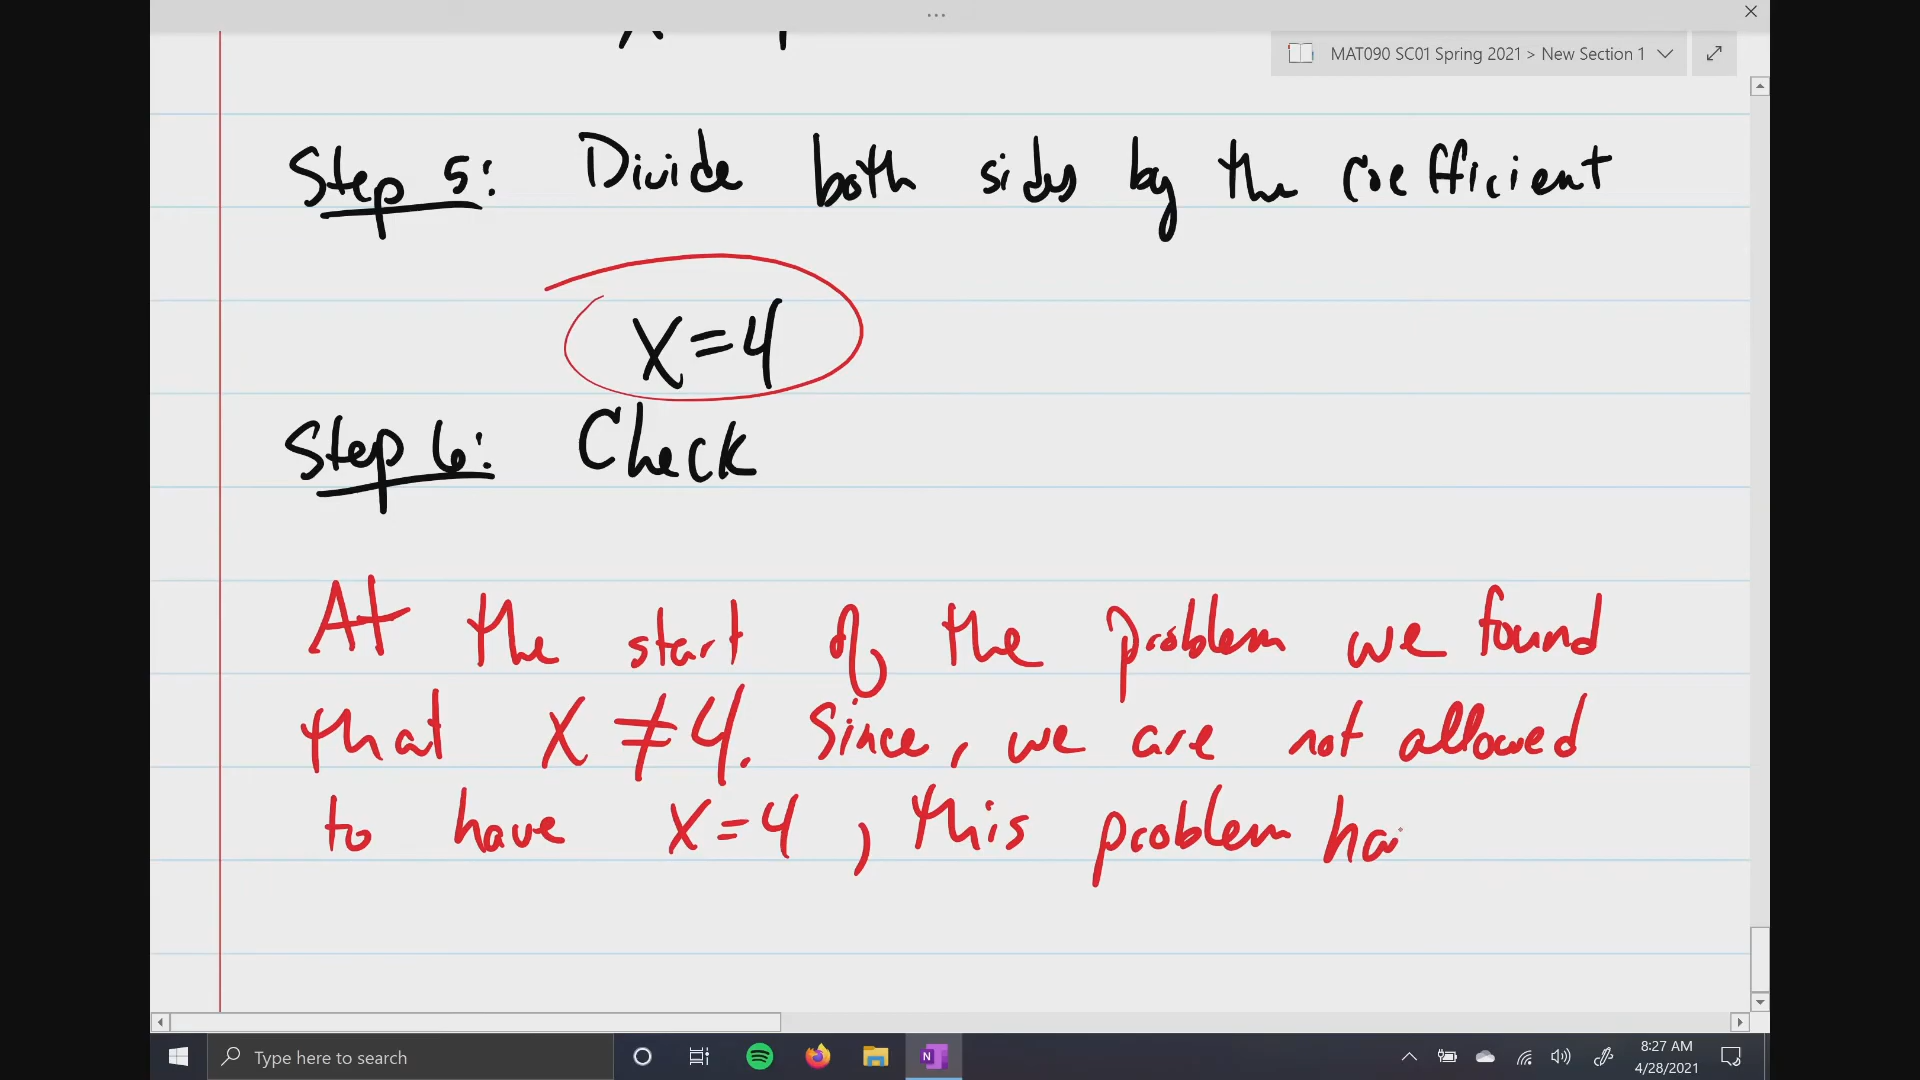 MAT090 SC01 Spring 2021 > New Section 1
Step 5: Divide both sides by the coefficient
x=4
Step 6: Check
At the start of the problem we found
that x ≠ 4. Since, we are not allowed
to have x=4, this problem ha
Type here to search
8:27 AM
4/28/2021